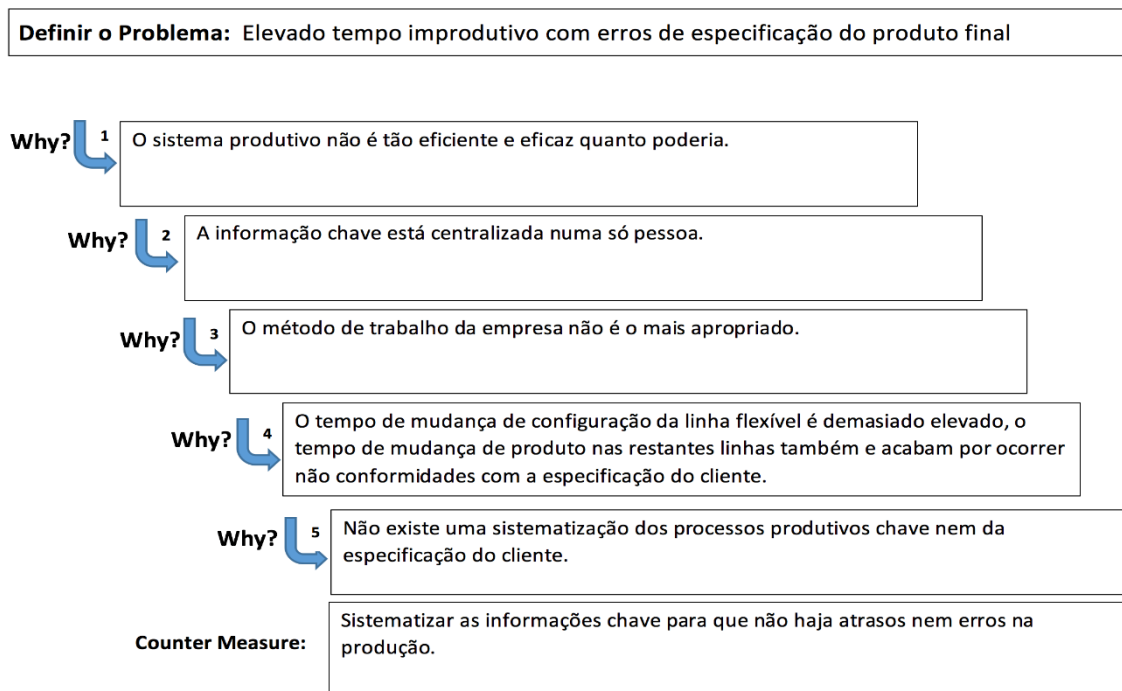 Definir o Problema: Elevado tempo improdutivo com erros de especificação do produto final
Why? 1 O sistema produtivo não é tão eficiente e eficaz quanto poderia.
Why? 2 A informação chave está centralizada numa só pessoa.
Why? 3 O método de trabalho da empresa não é o mais apropriado.
Why? 4 O tempo de mudança de configuração da linha flexível é demasiado elevado, o
tempo de mudança de produto nas restantes linhas também e acabam por ocorrer
não conformidades com a especificação do cliente.
Why? 5 Não existe uma sistematização dos processos produtivos chave nem da
especificação do cliente.
Counter Measure: Sistematizar as informações chave para que não haja atrasos nem erros na
produção.